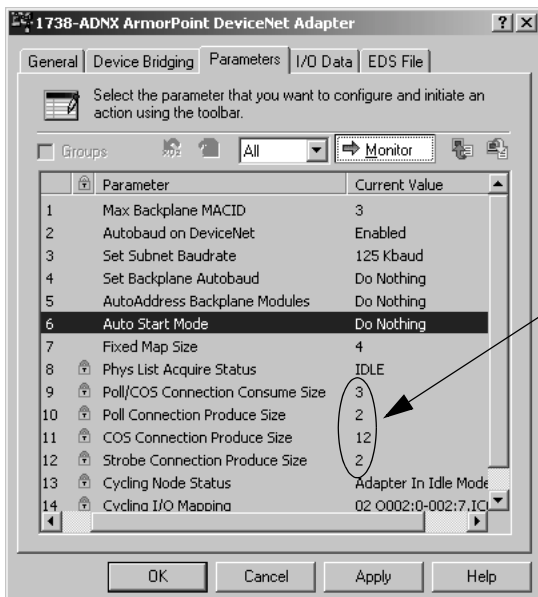 1738-ADNX ArmorPoint DeviceNet Adapter
General Device Bridging Parameters I/O Data EDS File
Select the parameter that you want to configure and initiate an
action using the toolbar.
Groups All Monitor
Parameter Current Value
1 Max Backplane MACID 3
2 Autobaud on DeviceNet Enabled
3 Set Subnet Baudrate 125 Kbaud
4 Set Backplane Autobaud Do Nothing
5 AutoAddress Backplane Modules Do Nothing
6 Auto Start Mode Do Nothing
7 Fixed Map Size 4
8 Phys List Acquire Status IDLE
9 Poll/COS Connection Consume Size 3
10 Poll Connection Produce Size 2
11 COS Connection Produce Size 12
12 Strobe Connection Produce Size 2
13 Cycling Node Status Adapter In Idle Mode
14 Cycling I/O Mapping 02 O002:0-002:7,IC
OK Cancel Apply Help